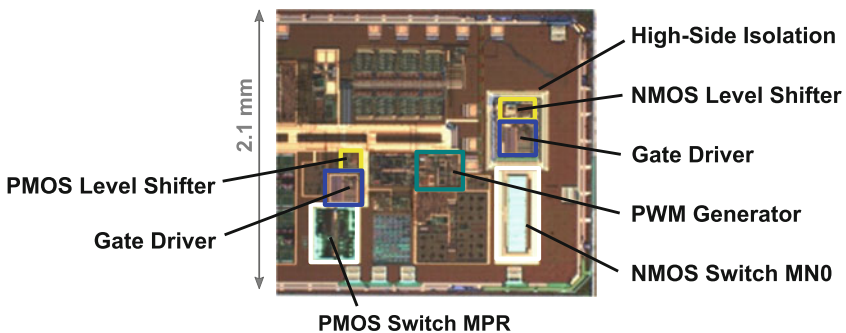 High-Side Isolation
NMOS Level Shifter
Gate Driver
PWM Generator
NMOS Switch MN0
2.1 mm
PMOS Level Shifter
Gate Driver
PMOS Switch MPR